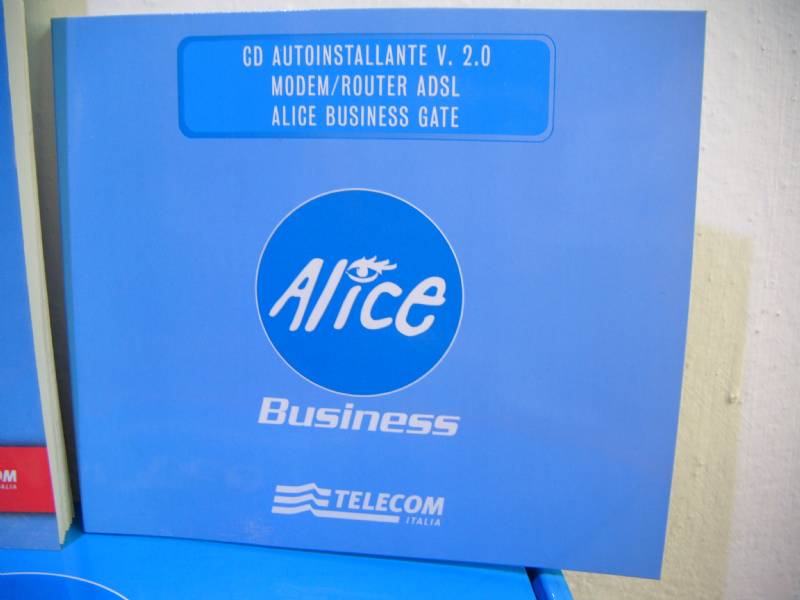 CD AUTOINSTALLANTE V. 2.0
MODEM/ROUTER ADSL
ALICE BUSINESS GATE
Alice
Business
TELECOM
ITALIA